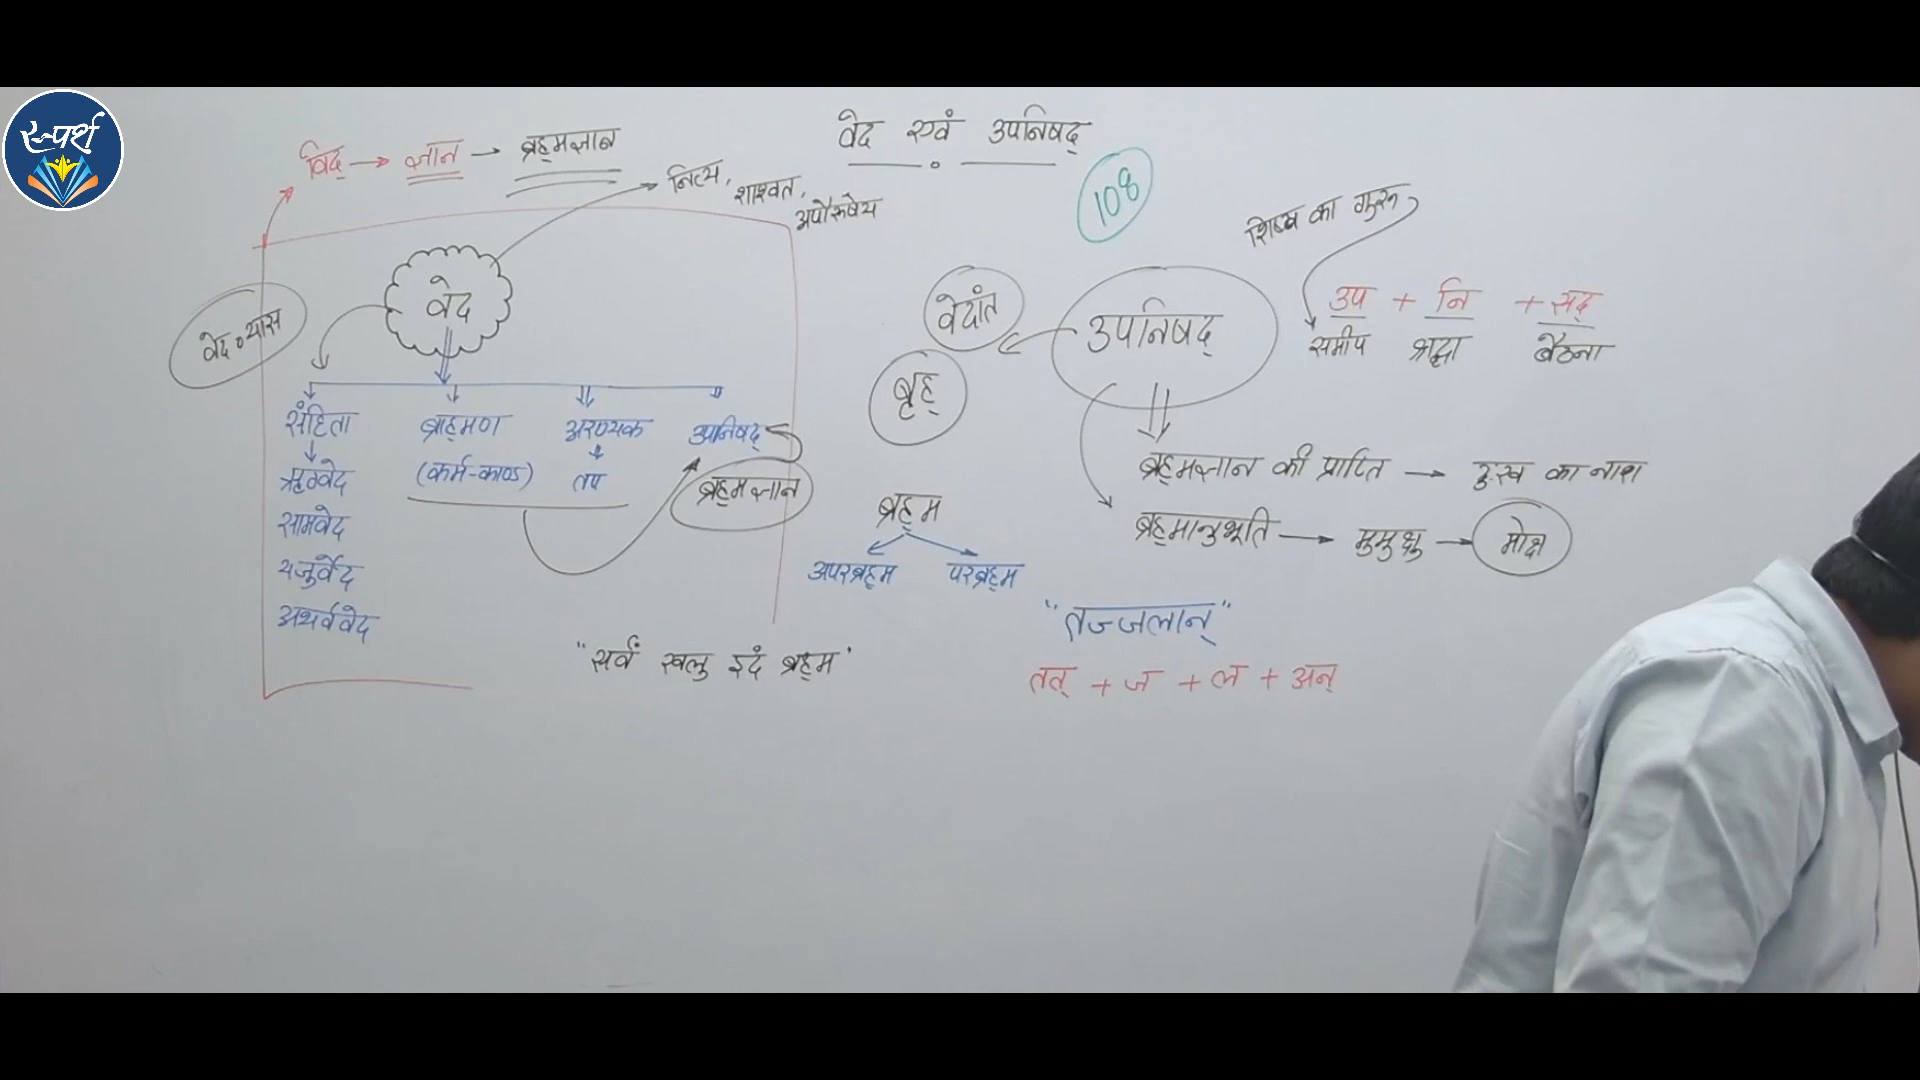 स्पर्श
वेद एवं उपनिषद्
विद् → ज्ञान → ब्रह्मज्ञान
नित्य, शाश्वत, अपौरूषेय
108
शिष्य का गुरू
वेद
वेदव्यास
संहिता ब्राह्मण अरण्यक उपनिषद्
ऋग्वेद (कर्म-काण्ड) तप ब्रह्मज्ञान
सामवेद
यजुर्वेद
अथर्ववेद
"सर्वं खलु इदं ब्रह्म"
वेदांत
उपनिषद्
उप + नि + सद्
समीप श्रद्धा बैठना
बृह्
ब्रह्मज्ञान की प्राप्ति → दुःख का नाश
ब्रह्मानुभूति → मुमुक्षु → मोक्ष
ब्रह्म
अपरब्रह्म परब्रह्म
"तज्जलान्"
तत् + ज + ल + अन्